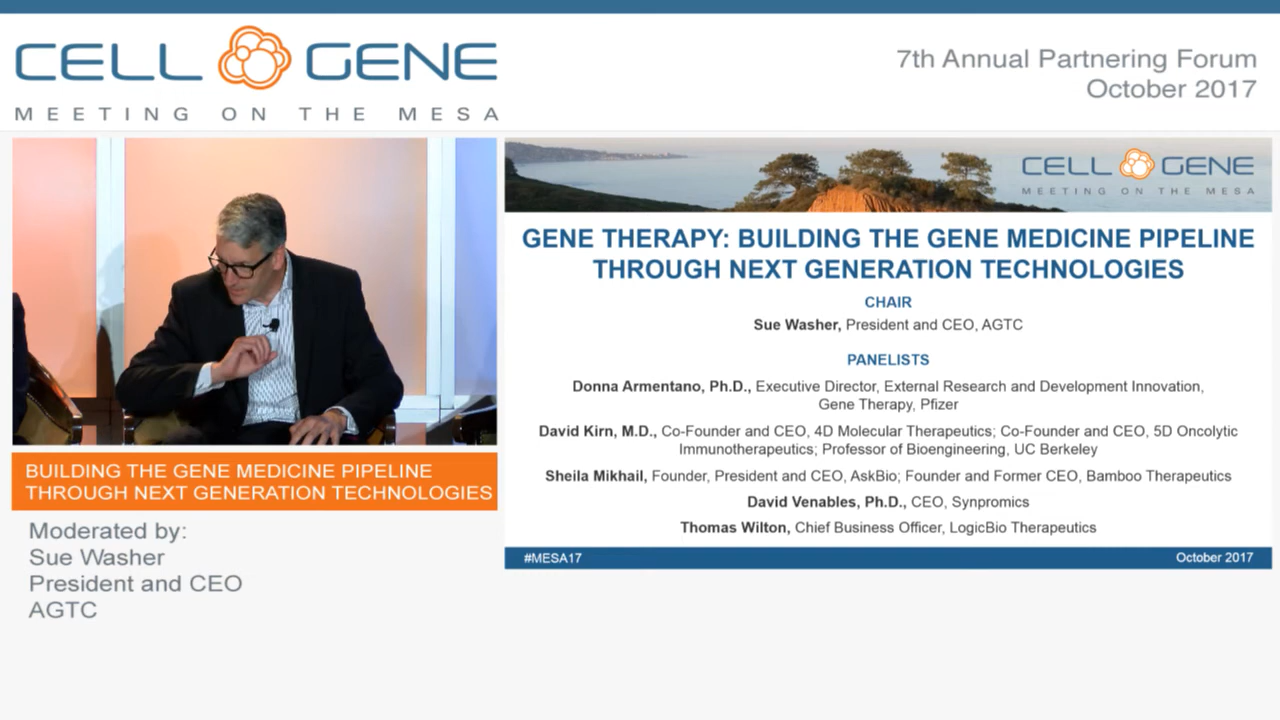 CELL GENE
MEETING ON THE MESA
7th Annual Partnering Forum
October 2017
CELL GENE
MEETING ON THE MESA
GENE THERAPY: BUILDING THE GENE MEDICINE PIPELINE
THROUGH NEXT GENERATION TECHNOLOGIES
CHAIR
Sue Washer, President and CEO, AGTC
PANELISTS
Donna Armentano, Ph.D., Executive Director, External Research and Development Innovation,
Gene Therapy, Pfizer
David Kirn, M.D., Co-Founder and CEO, 4D Molecular Therapeutics; Co-Founder and CEO, 5D Oncolytic
Immunotherapeutics; Professor of Bioengineering, UC Berkeley
Sheila Mikhail, Founder, President and CEO, AskBio; Founder and Former CEO, Bamboo Therapeutics
David Venables, Ph.D., CEO, Synpromics
Thomas Wilton, Chief Business Officer, LogicBio Therapeutics
#MESA17
October 2017
BUILDING THE GENE MEDICINE PIPELINE
THROUGH NEXT GENERATION TECHNOLOGIES
Moderated by:
Sue Washer
President and CEO
AGTC